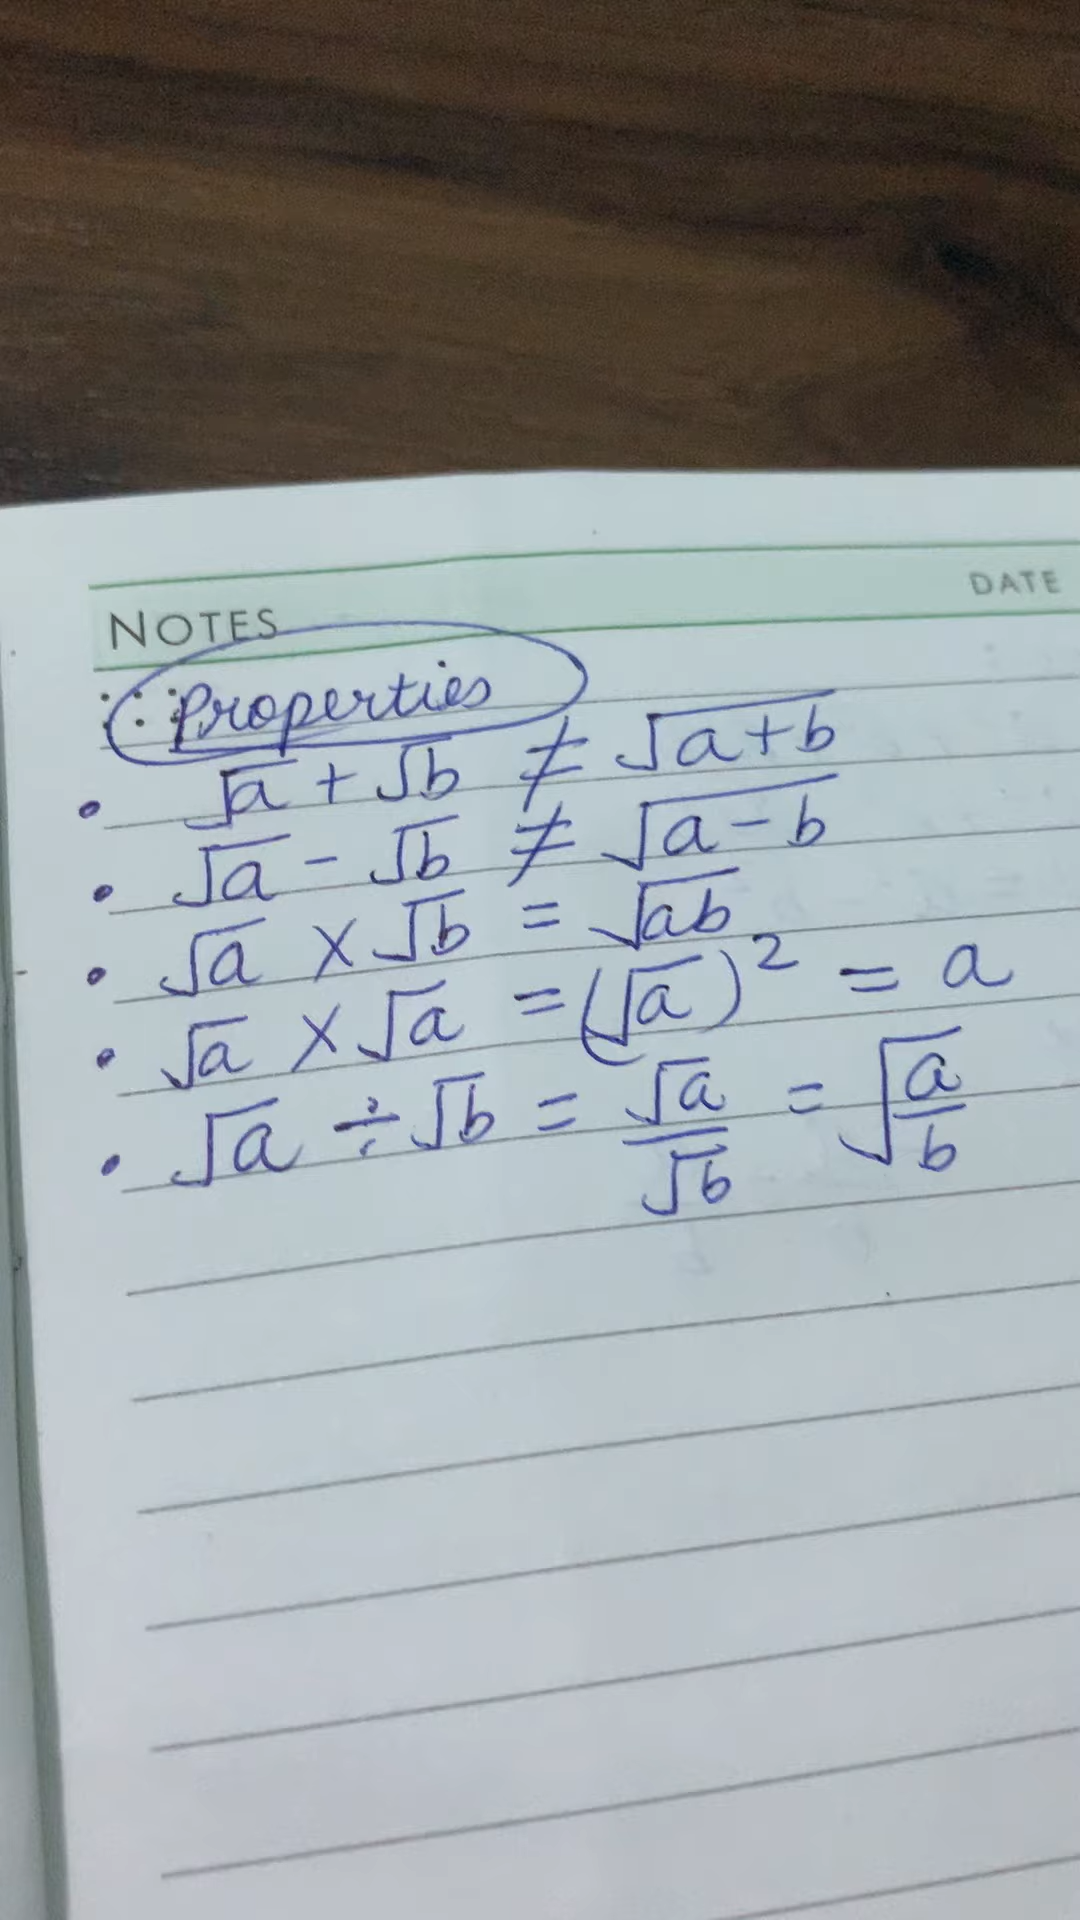 NOTES DATE
Properties
• √a + √b ≠ √(a+b)
• √a − √b ≠ √(a−b)
• √a × √b = √ab
• √a × √a = (√a)² = a
• √a ÷ √b = √a/√b = √(a/b)